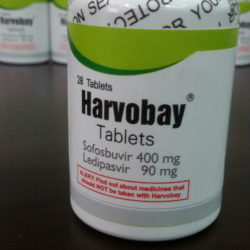 28 Tablets
Harvobay®
Tablets
Sofosbuvir 400 mg
Ledipasvir 90 mg
ALERT: Find out about medicines that
should NOT be taken with Harvobay